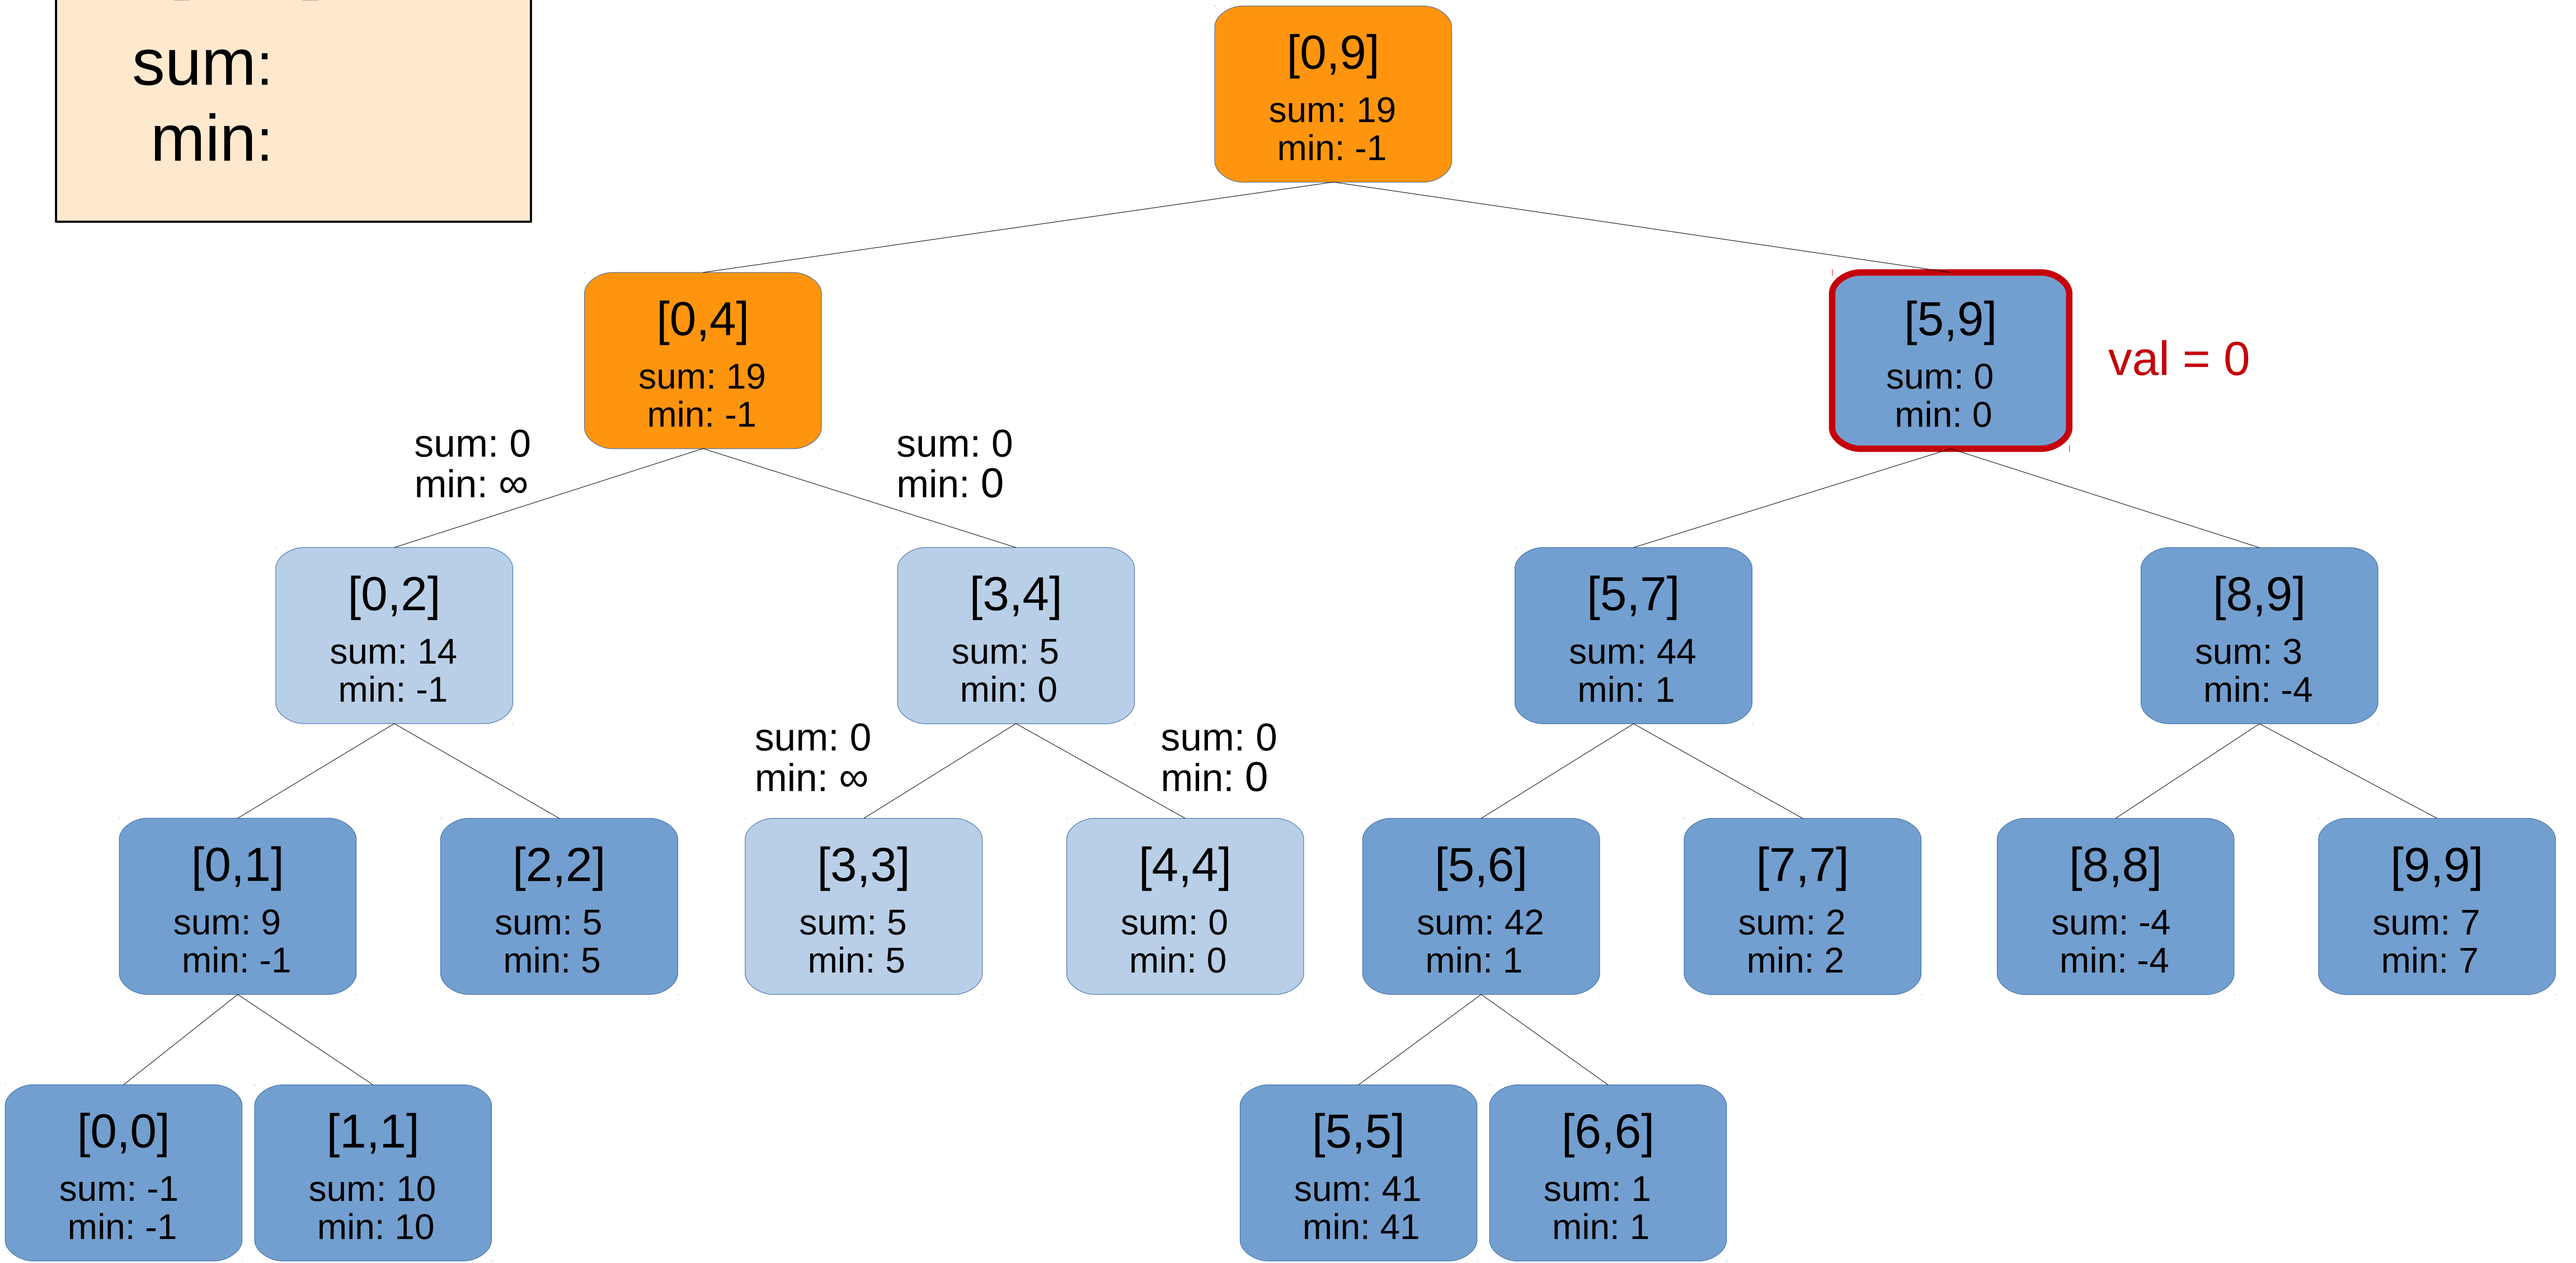 sum:
min:
[0,9]
sum: 19
min: -1
[0,4]
sum: 19
min: -1
[5,9]
sum: 0
min: 0
val = 0
sum: 0
min: ∞
sum: 0
min: 0
[0,2]
sum: 14
min: -1
[3,4]
sum: 5
min: 0
[5,7]
sum: 44
min: 1
[8,9]
sum: 3
min: -4
sum: 0
min: ∞
sum: 0
min: 0
[0,1]
sum: 9
min: -1
[2,2]
sum: 5
min: 5
[3,3]
sum: 5
min: 5
[4,4]
sum: 0
min: 0
[5,6]
sum: 42
min: 1
[7,7]
sum: 2
min: 2
[8,8]
sum: -4
min: -4
[9,9]
sum: 7
min: 7
[0,0]
sum: -1
min: -1
[1,1]
sum: 10
min: 10
[5,5]
sum: 41
min: 41
[6,6]
sum: 1
min: 1